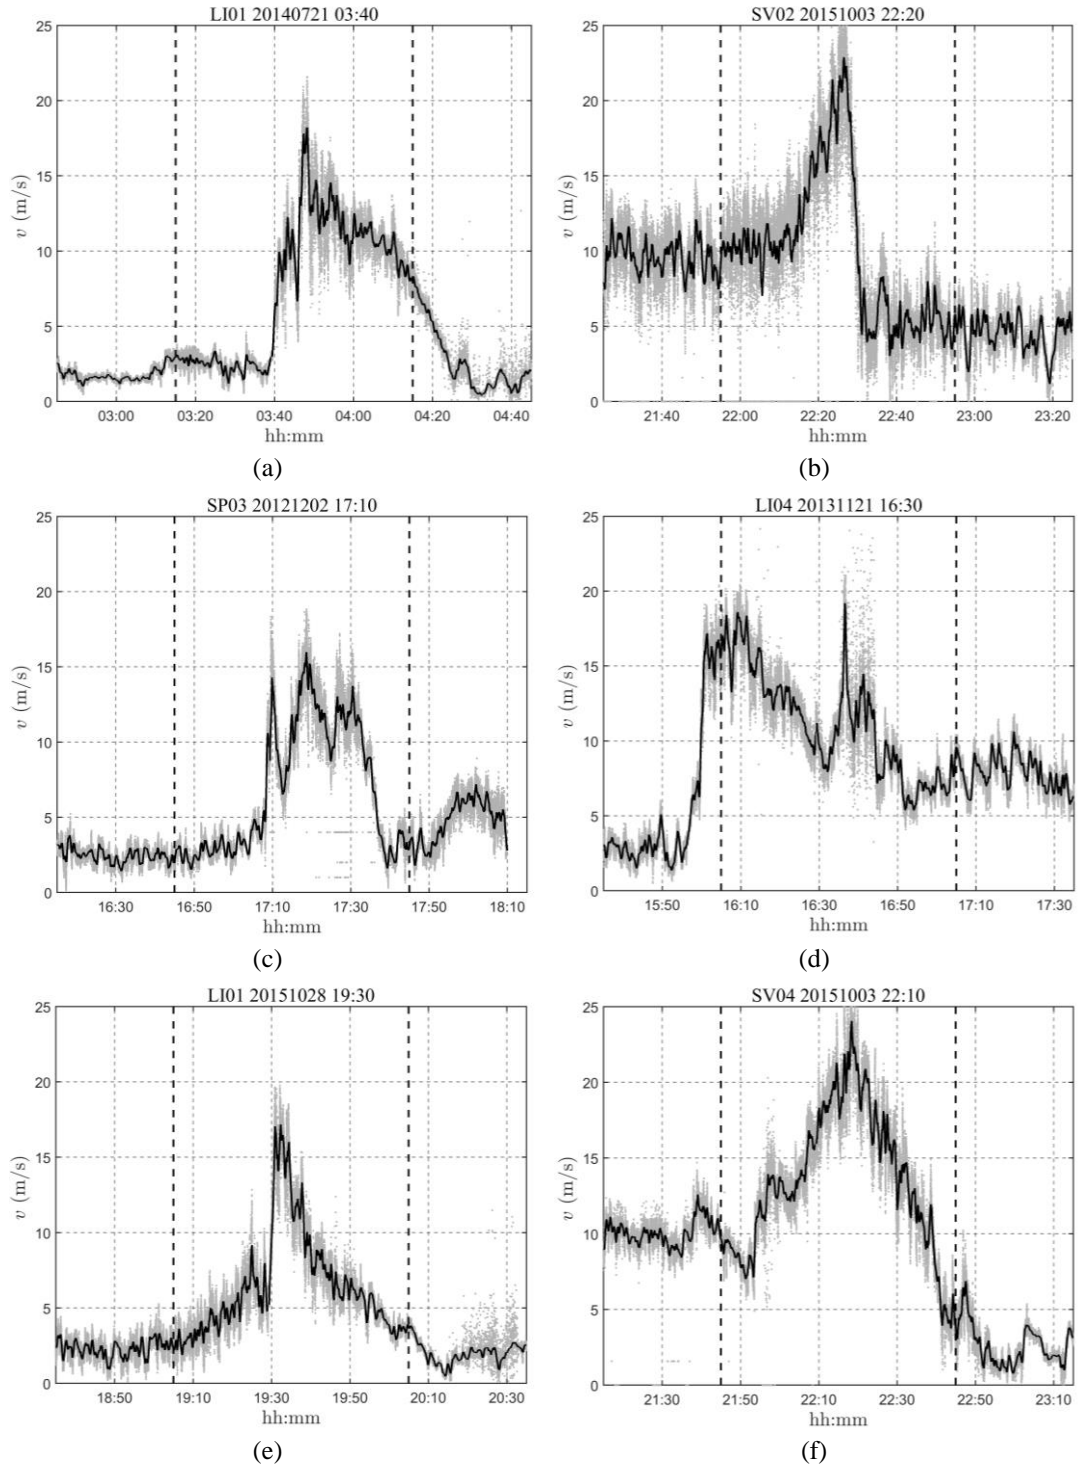 LI01 20140721 03:40
SV02 20151003 22:20
25
20
15
10
5
0
v (m/s)
03:00 03:20 03:40 04:00 04:20 04:40
hh:mm
(a)
25
20
15
10
5
0
v (m/s)
21:40 22:00 22:20 22:40 23:00 23:20
hh:mm
(b)
SP03 20121202 17:10
25
20
15
10
5
0
v (m/s)
16:30 16:50 17:10 17:30 17:50 18:10
hh:mm
(c)
LI04 20131121 16:30
25
20
15
10
5
0
v (m/s)
15:50 16:10 16:30 16:50 17:10 17:30
hh:mm
(d)
LI01 20151028 19:30
25
20
15
10
5
0
v (m/s)
18:50 19:10 19:30 19:50 20:10 20:30
hh:mm
(e)
SV04 20151003 22:10
25
20
15
10
5
0
v (m/s)
21:30 21:50 22:10 22:30 22:50 23:10
hh:mm
(f)